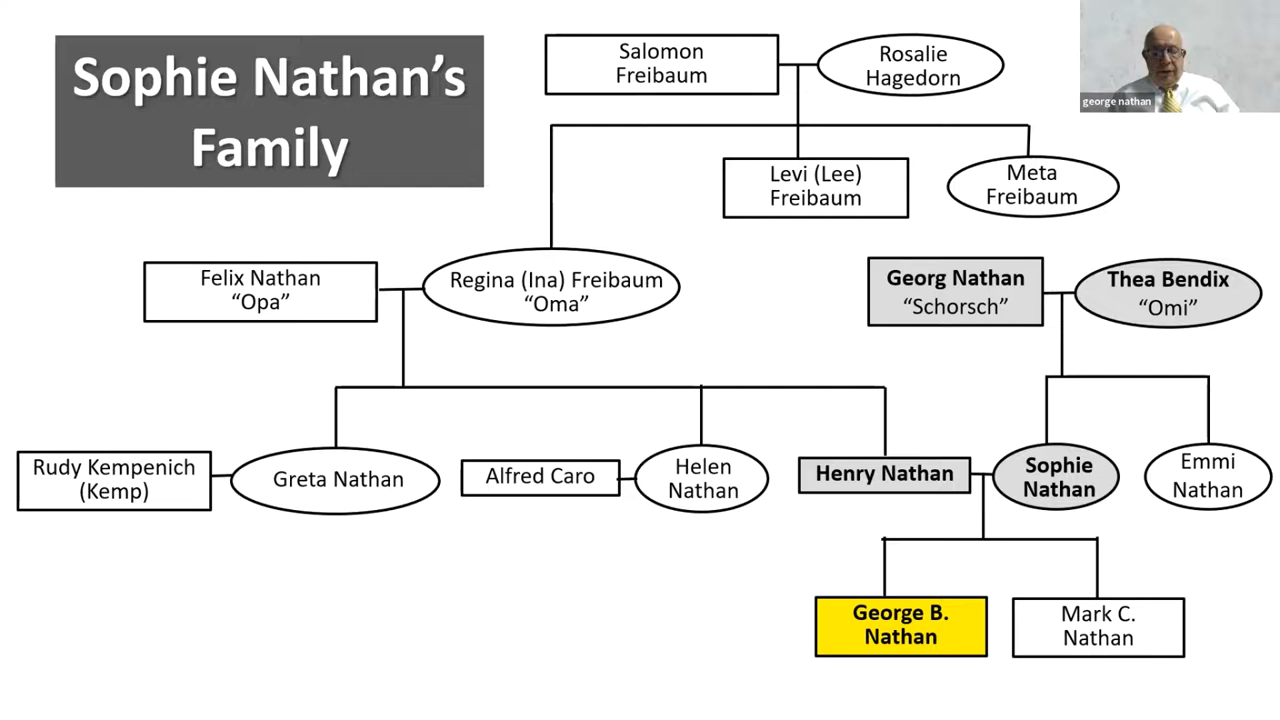 Sophie Nathan’s
Family
Salomon
Freibaum
Rosalie
Hagedorn
george nathan
Levi (Lee)
Freibaum
Meta
Freibaum
Felix Nathan
“Opa”
Regina (Ina) Freibaum
“Oma”
Georg Nathan
“Schorsch”
Thea Bendix
“Omi”
Rudy Kempenich
(Kemp)
Greta Nathan
Alfred Caro
Helen
Nathan
Henry Nathan
Sophie
Nathan
Emmi
Nathan
George B.
Nathan
Mark C.
Nathan